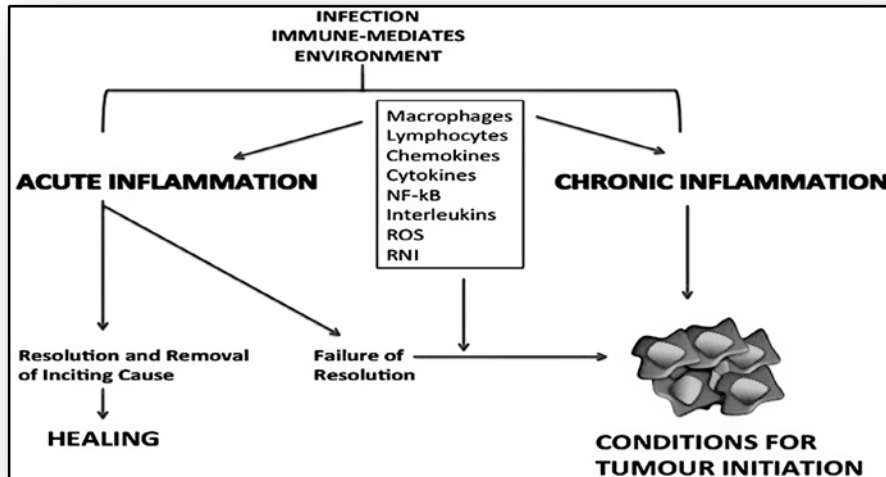 INFECTION
IMMUNE-MEDIATES
ENVIRONMENT
Macrophages
Lymphocytes
Chemokines
Cytokines
NF-kB
Interleukins
ROS
RNI
ACUTE INFLAMMATION
CHRONIC INFLAMMATION
Resolution and Removal
of Inciting Cause
Failure of
Resolution
HEALING
CONDITIONS FOR
TUMOUR INITIATION